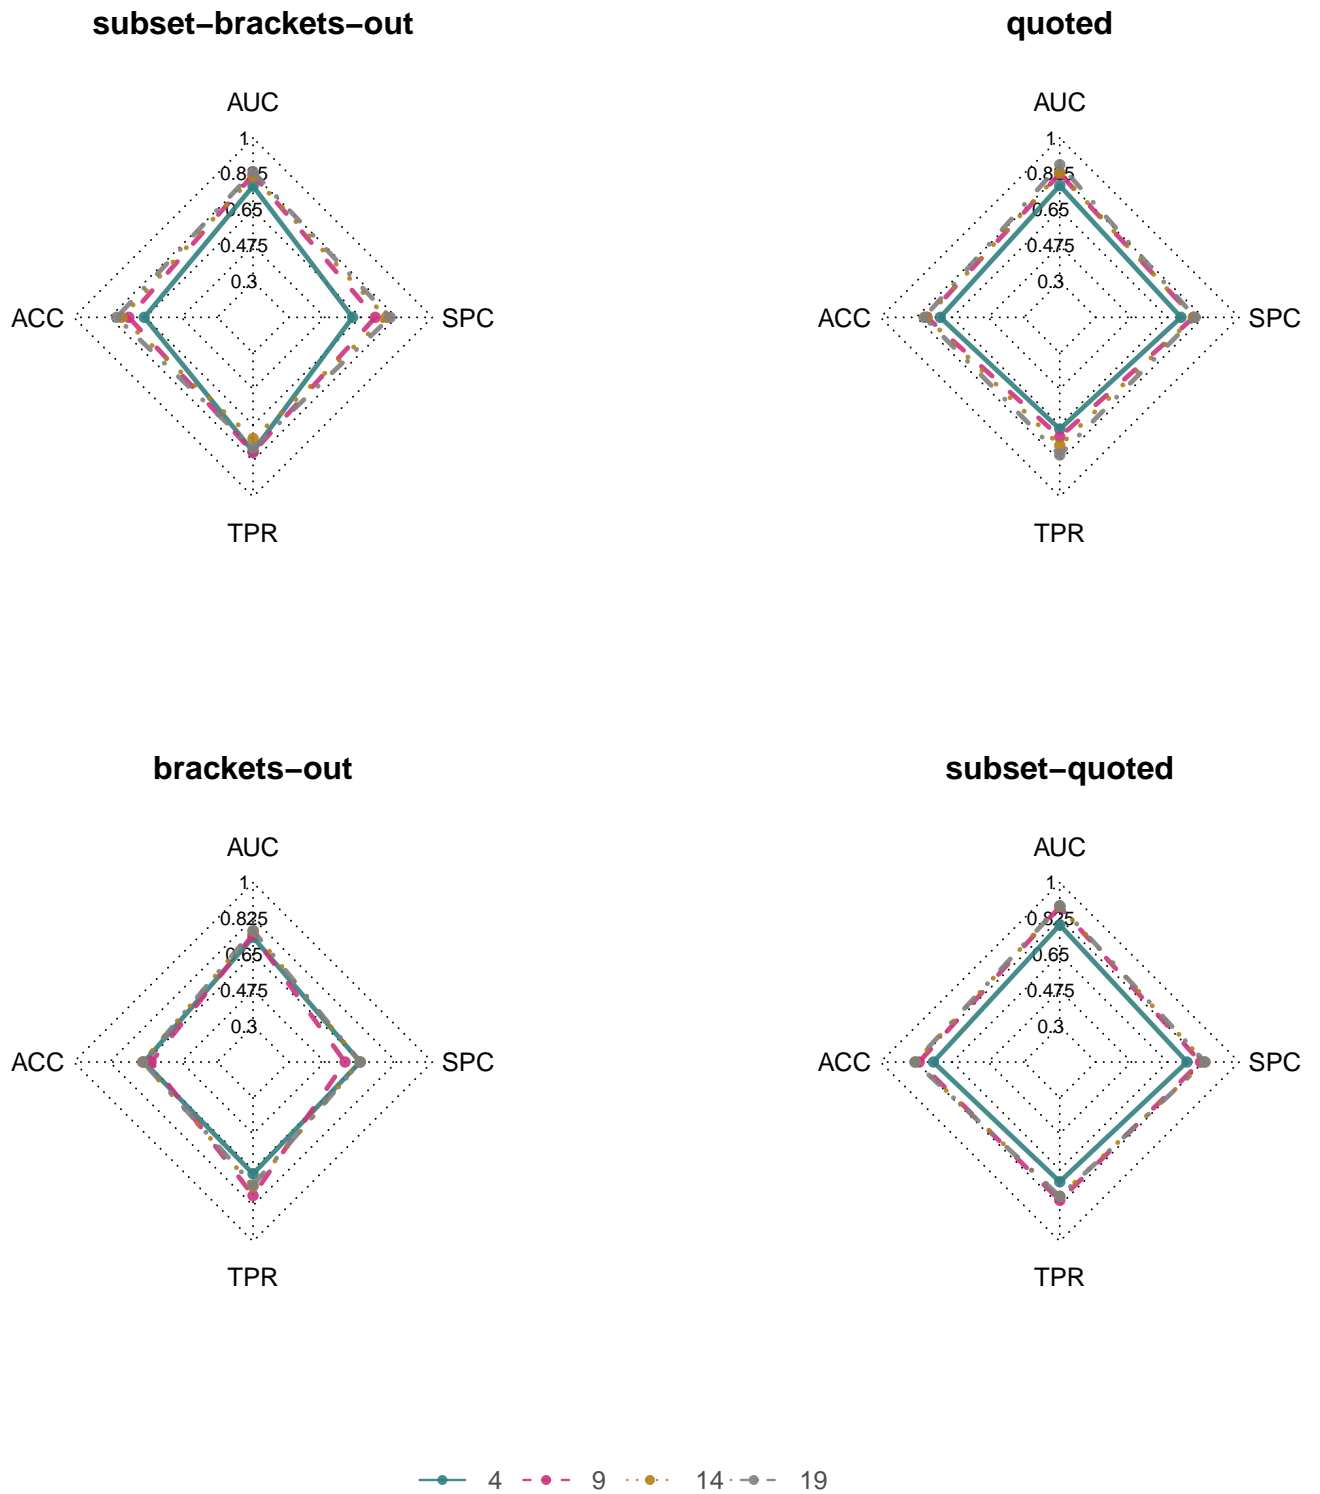 subset−brackets−out
AUC
1
0.825
0.65
0.475
0.3
ACC
SPC
TPR
quoted
AUC
1
0.825
0.65
0.475
0.3
ACC
SPC
TPR
brackets−out
AUC
1
0.825
0.65
0.475
0.3
ACC
SPC
TPR
subset−quoted
AUC
1
0.825
0.65
0.475
0.3
ACC
SPC
TPR
4 9 14 19